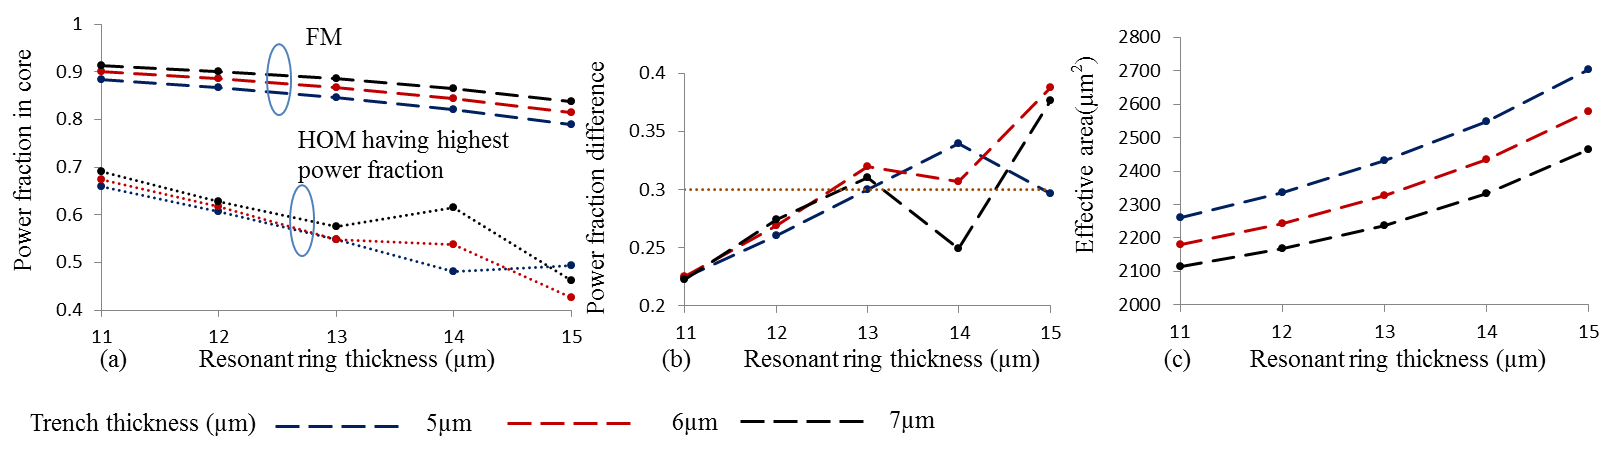 Power fraction in core
1
0.9
0.8
0.7
0.6
0.5
0.4
FM
HOM having highest
power fraction
11 12 13 14 15
(a) Resonant ring thickness (µm)
Power fraction difference
0.4
0.35
0.3
0.25
0.2
11 12 13 14 15
(b) Resonant ring thickness (µm)
Effective area(µm²)
2800
2700
2600
2500
2400
2300
2200
2100
2000
11 12 13 14 15
(c) Resonant ring thickness (µm)
Trench thickness (µm) 5µm 6µm 7µm